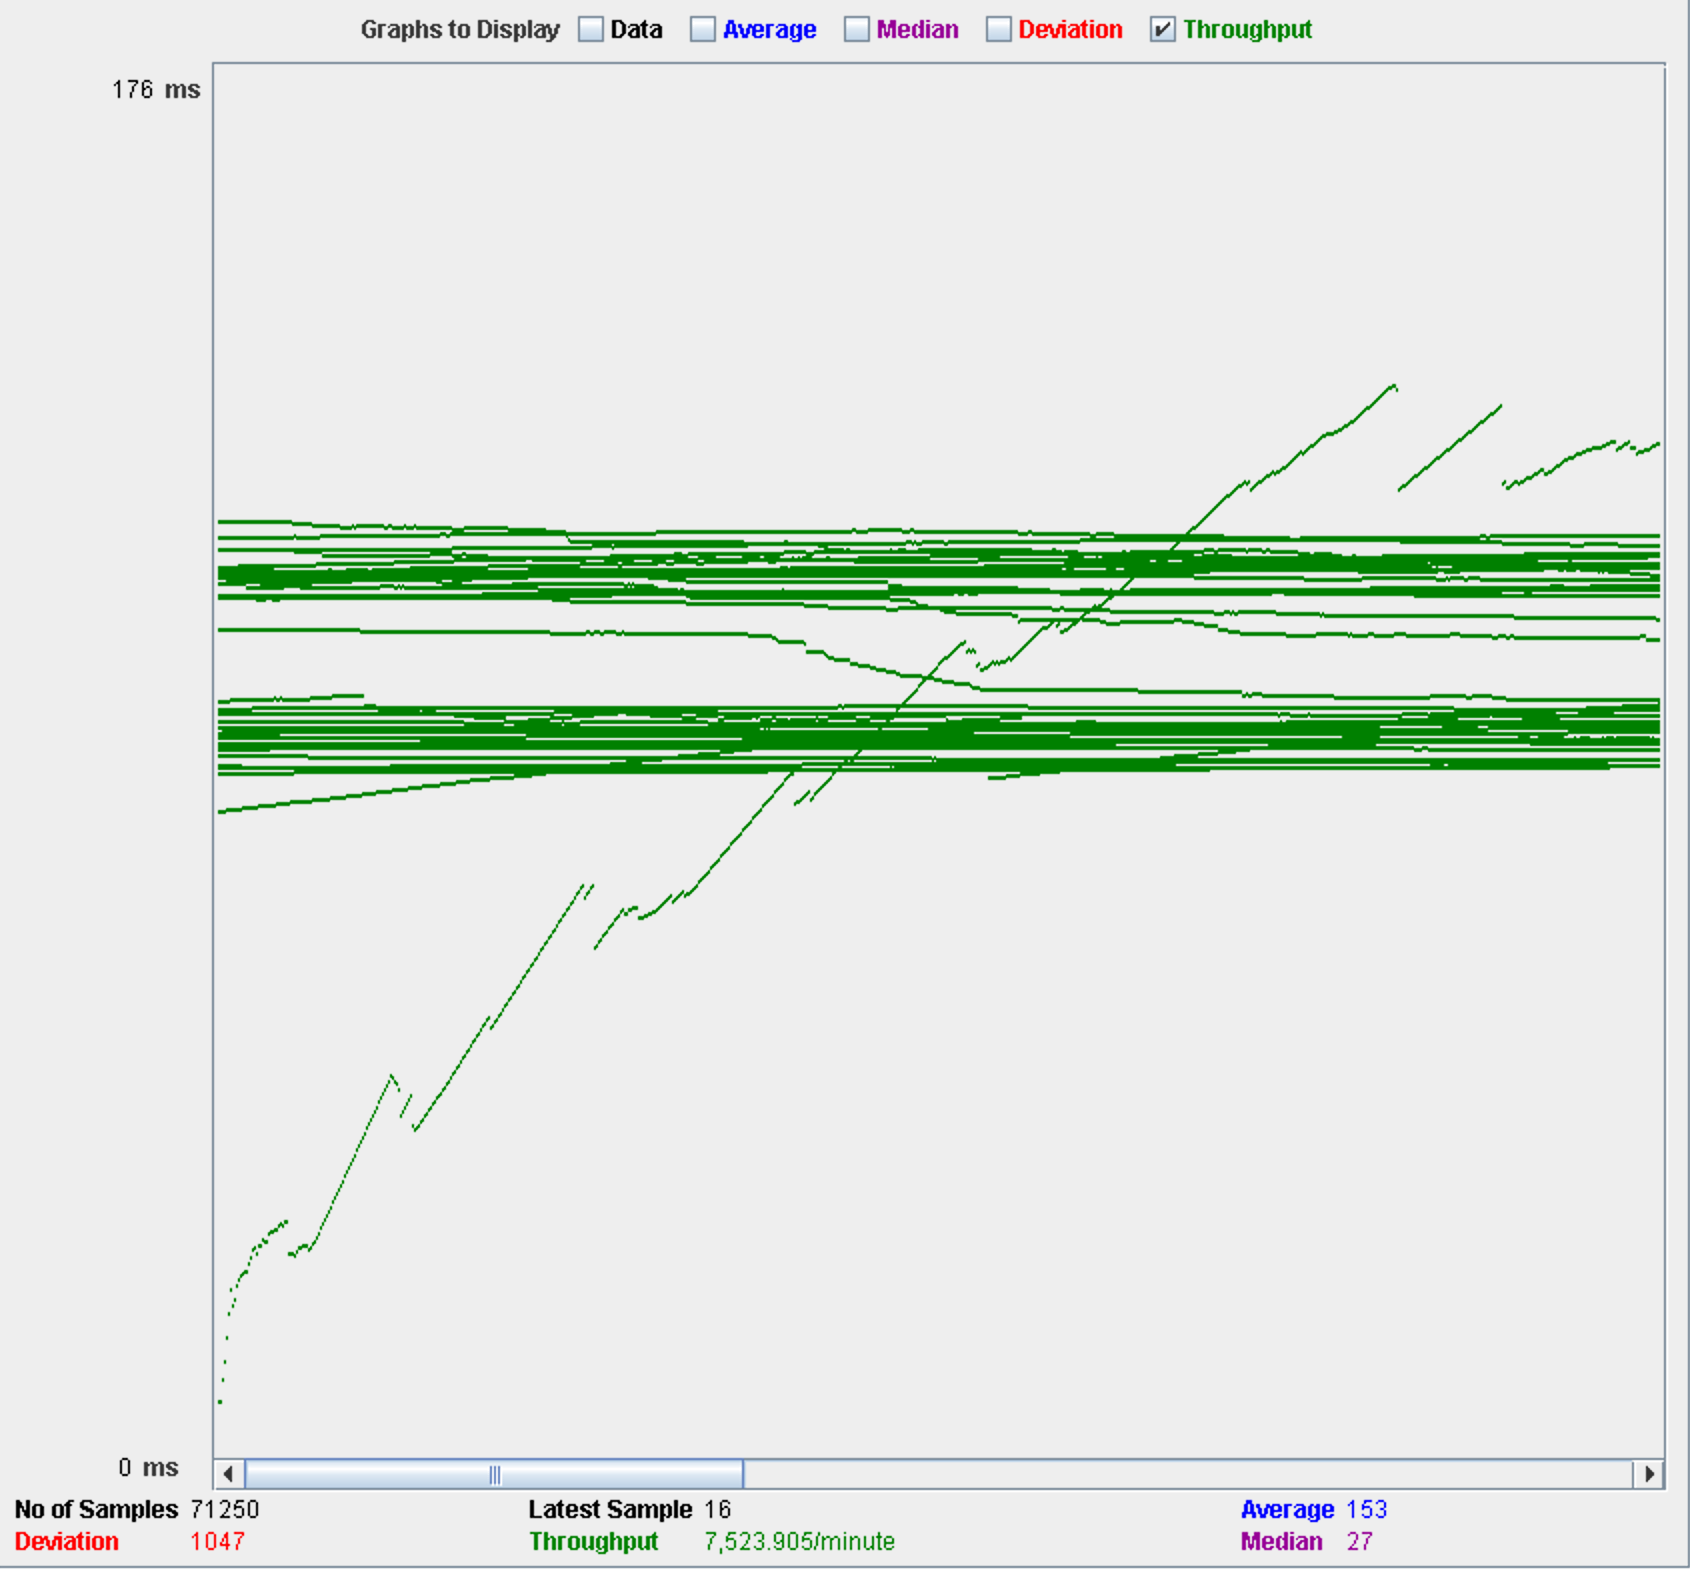 Graphs to Display Data Average Median Deviation Throughput
176 ms
0 ms
No of Samples 71250 Latest Sample 16 Average 153
Deviation 1047 Throughput 7,523.905/minute Median 27